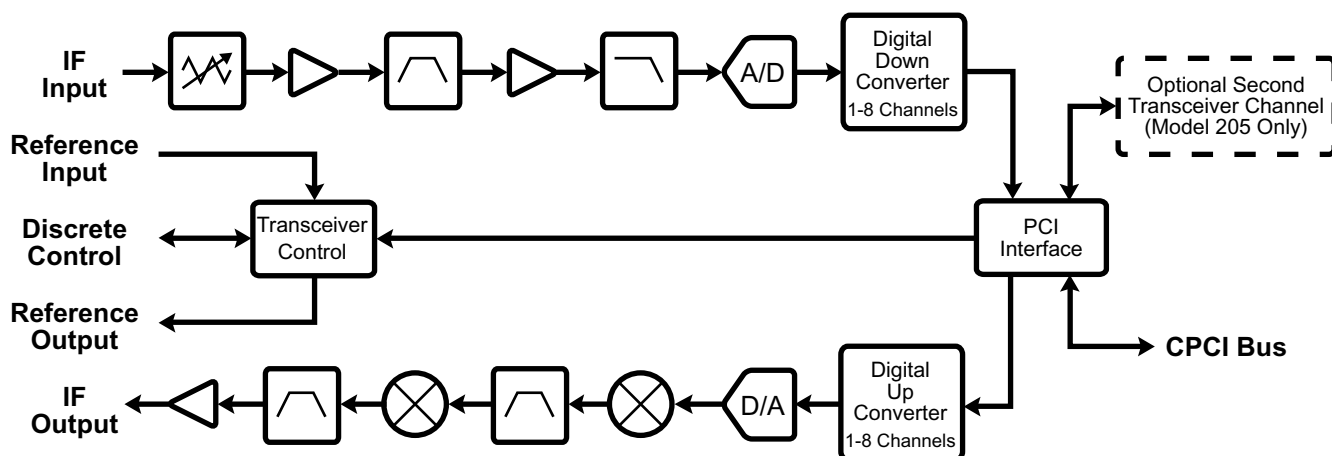 IF
Input
A/D
Digital
Down
Converter
1-8 Channels
Optional Second
Transceiver Channel
(Model 205 Only)
Reference
Input
Discrete
Control
Transceiver
Control
PCI
Interface
Reference
Output
CPCI Bus
IF
Output
D/A
Digital
Up
Converter
1-8 Channels